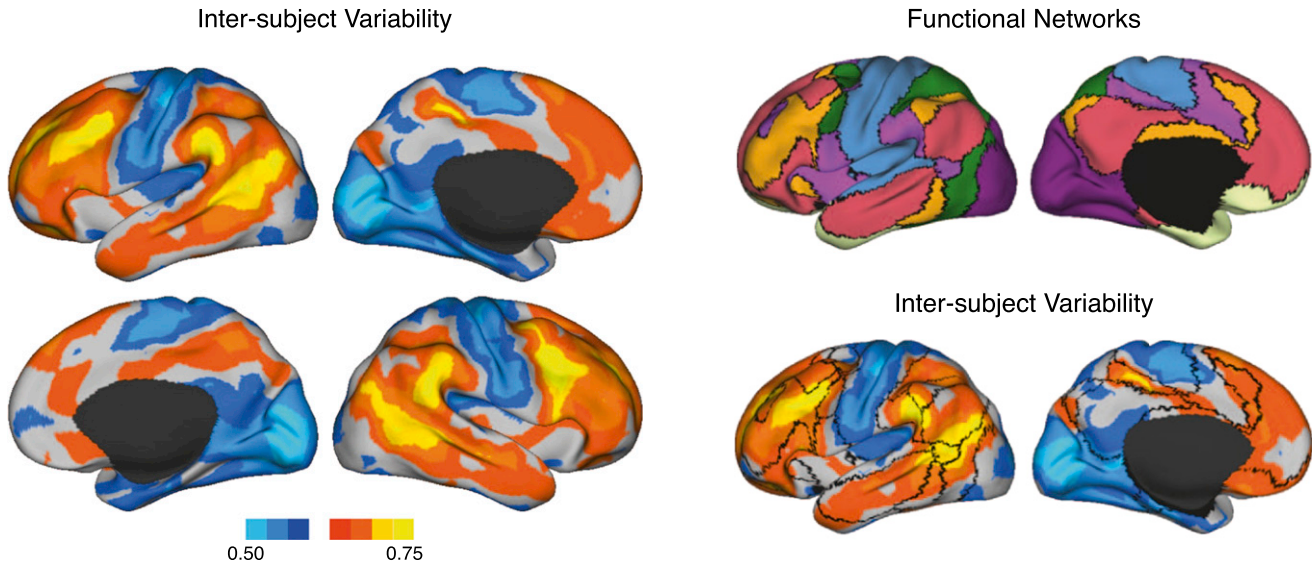 Inter-subject Variability
Functional Networks
Inter-subject Variability
0.50
0.75